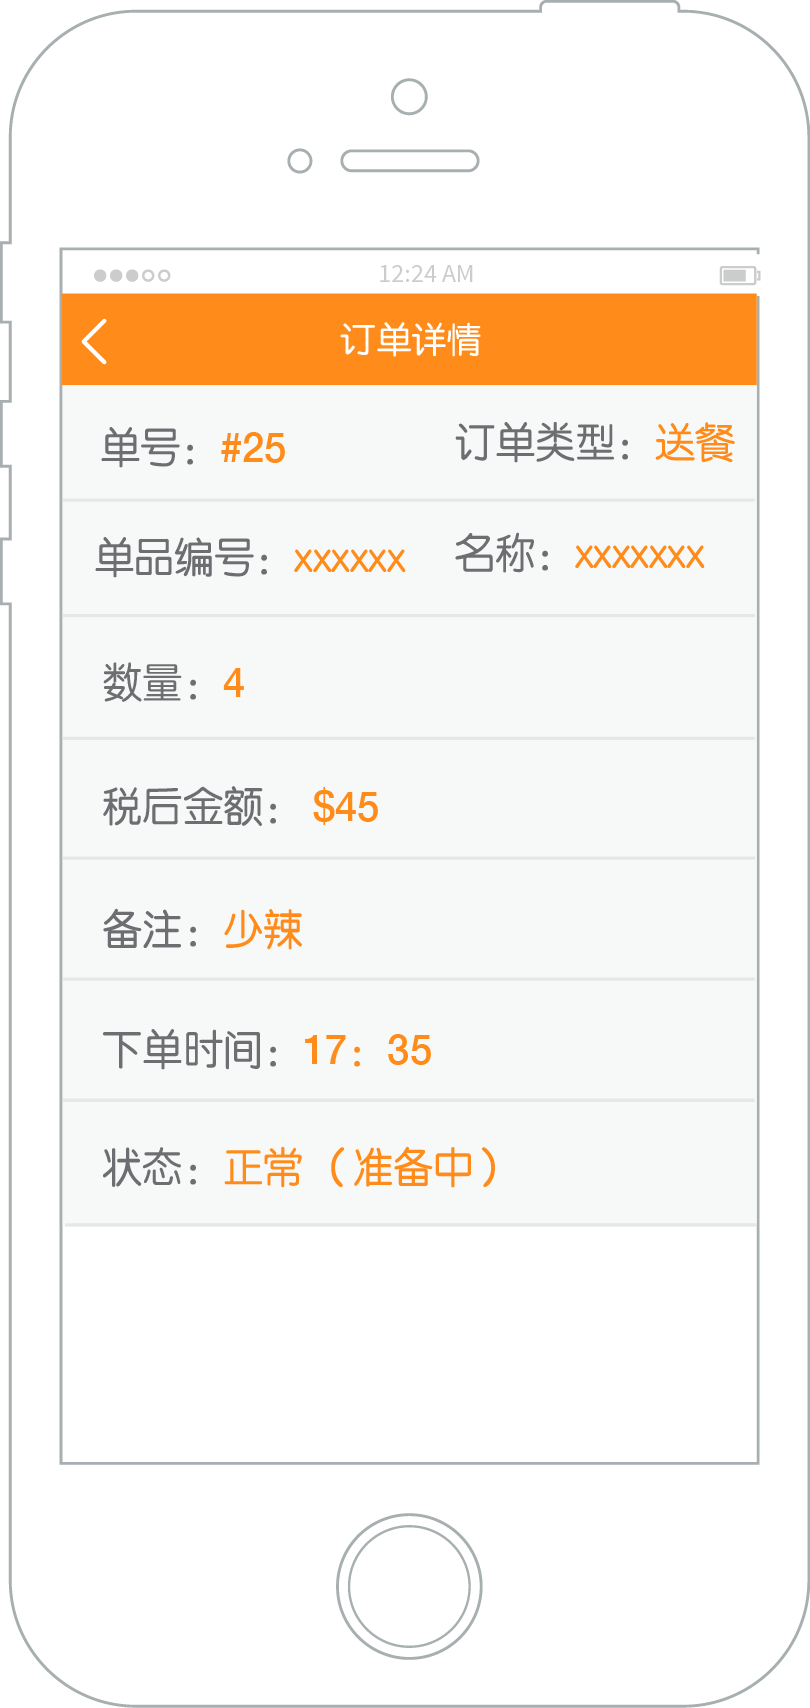 12:24 AM
订单详情
单号：#25 订单类型：送餐
单品编号：xxxxxx 名称：xxxxxxx
数量：4
税后金额： $45
备注：少辣
下单时间：17：35
状态：正常（准备中）